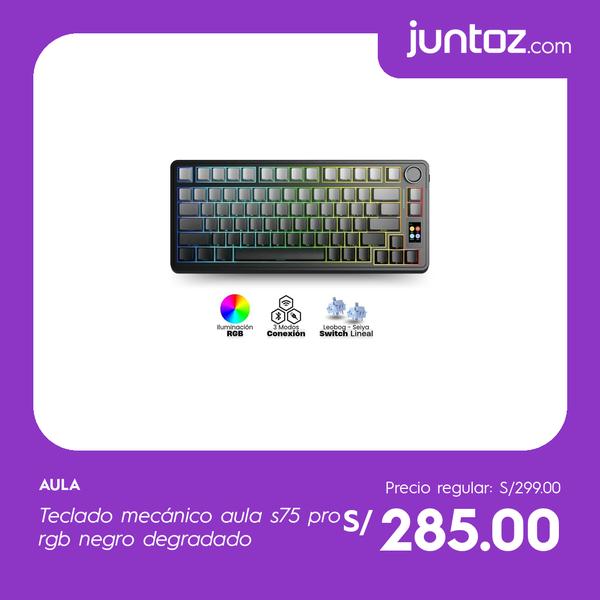 juntoz.com
Iluminación
RGB
3 Modos
Conexión
Leobog - Seiya
Switch Lineal
AULA
Teclado mecánico aula s75 pro
rgb negro degradado
Precio regular: S/299.00
S/ 285.00